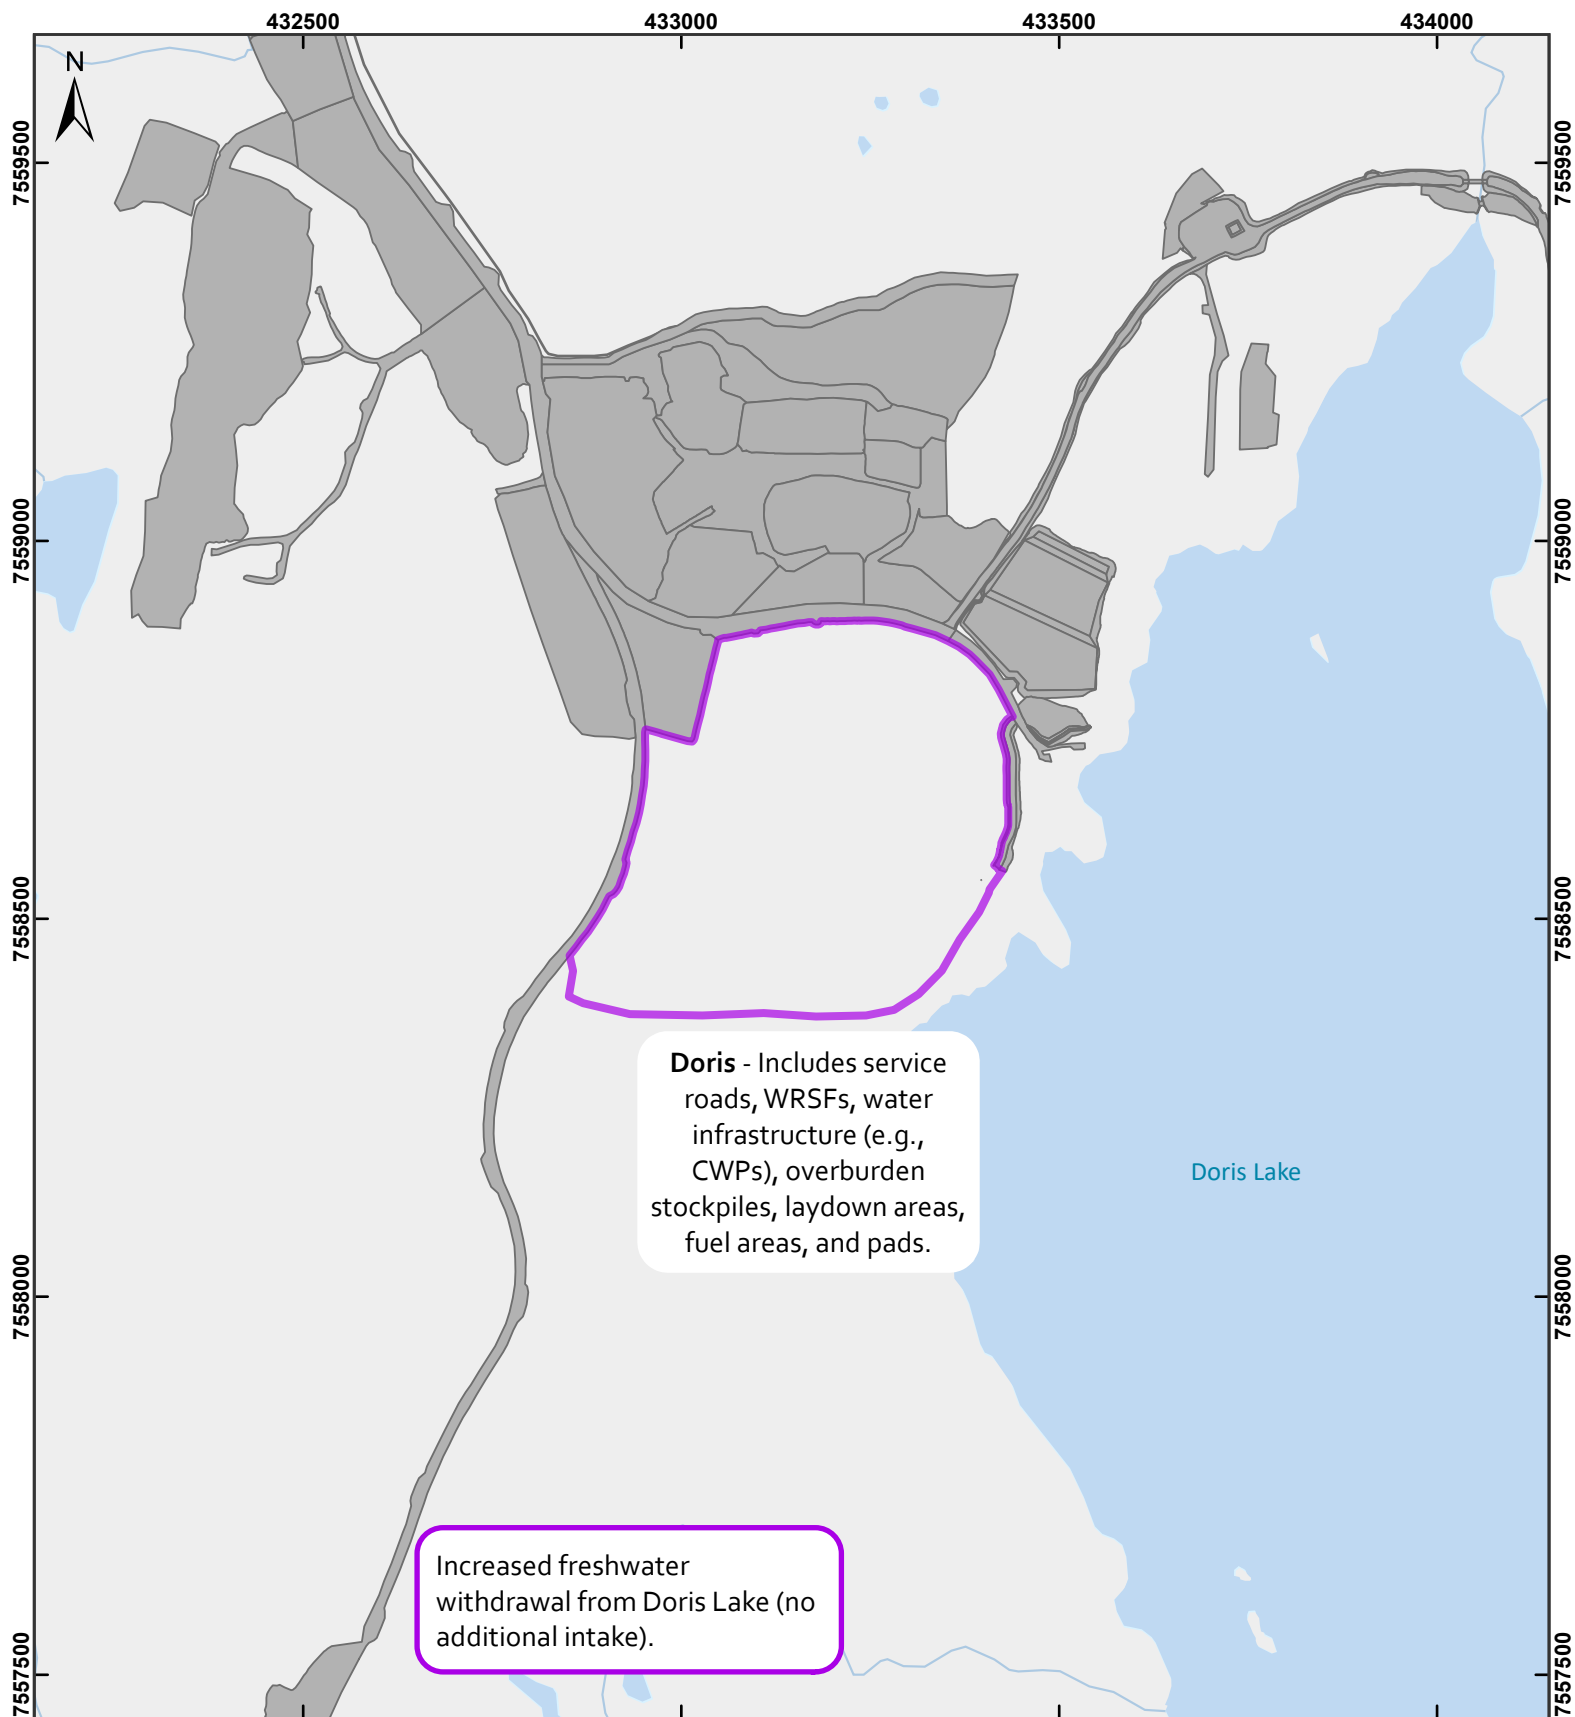 432500
433000
433500
434000
N
7559500
7559500
7559000
7559000
7558500
7558500
Doris - Includes service
roads, WRSFs, water
infrastructure (e.g.,
CWPs), overburden
stockpiles, laydown areas,
fuel areas, and pads.
Doris Lake
7558000
7558000
Increased freshwater
withdrawal from Doris Lake (no
additional intake).
7557500
7557500